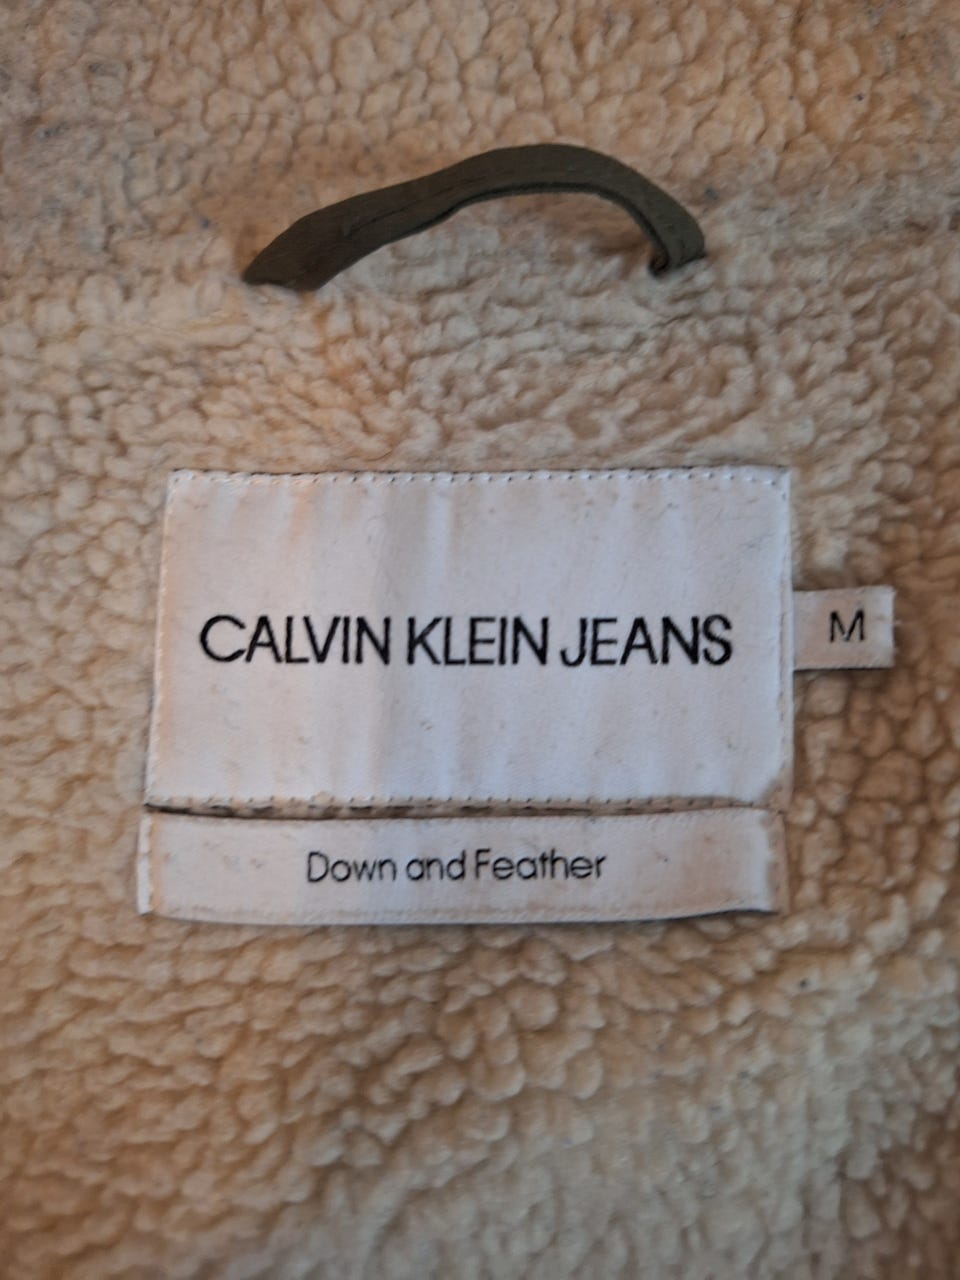 CALVIN KLEIN JEANS
M
Down and Feather